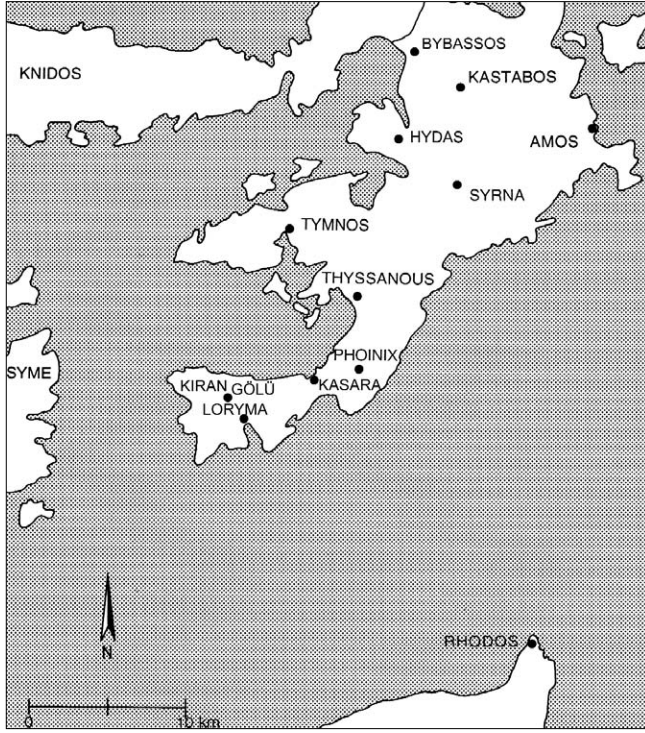 BYBASSOS
KNIDOS
KASTABOS
HYDAS
AMOS
SYRNA
TYMNOS
THYSSANOUS
PHOINIX
SYME
KIRAN GÖLÜ
KASARA
LORYMA
N
RHODOS
0 10 km